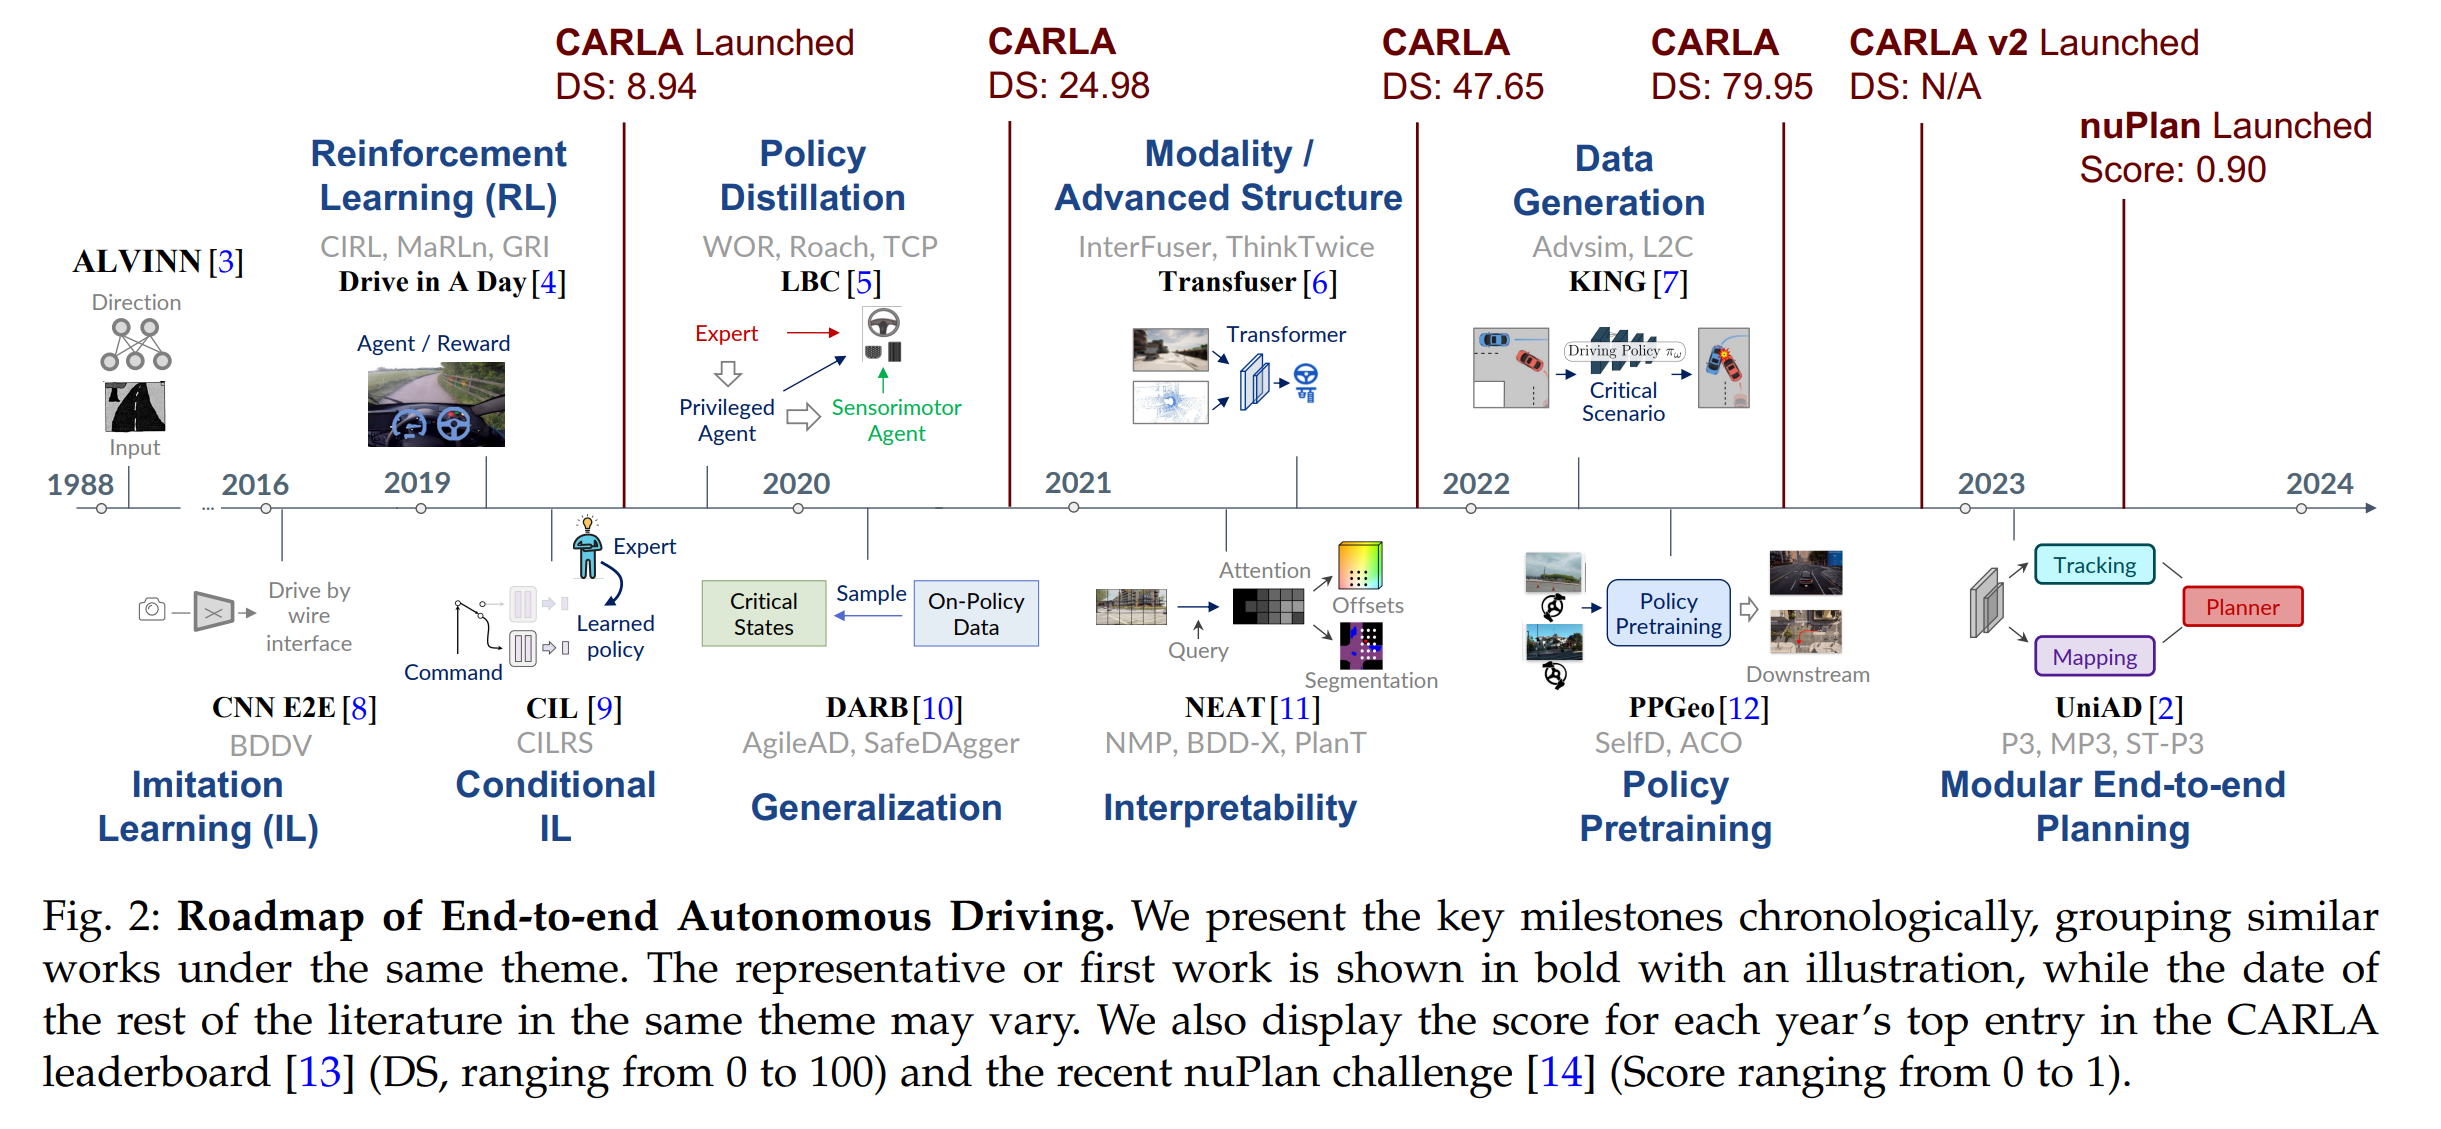 CARLA Launched
DS: 8.94
CARLA
DS: 24.98
CARLA
DS: 47.65
CARLA
DS: 79.95
CARLA v2 Launched
DS: N/A
nuPlan Launched
Score: 0.90
ALVINN [3]
Direction
Input
Reinforcement
Learning (RL)
CIRL, MaRLn, GRI
Drive in A Day [4]
Agent / Reward
Policy
Distillation
WOR, Roach, TCP
LBC [5]
Expert
Privileged
Agent
Sensorimotor
Agent
Modality /
Advanced Structure
InterFuser, ThinkTwice
Transfuser [6]
Transformer
Data
Generation
Advsim, L2C
KING [7]
Driving Policy πω
Critical
Scenario
1988
...
2016
2019
2020
2021
2022
2023
2024
Drive by
wire
interface
CNN E2E [8]
BDDV
Imitation
Learning (IL)
Expert
Learned
policy
Command
CIL [9]
CILRS
Conditional
IL
Critical
States
Sample
On-Policy
Data
DARB [10]
AgileAD, SafeDAgger
Generalization
Attention
Query
Offsets
Segmentation
NEAT [11]
NMP, BDD-X, PlanT
Interpretability
Policy
Pretraining
Downstream
PPGeo [12]
SelfD, ACO
Policy
Pretraining
Tracking
Mapping
Planner
UniAD [2]
P3, MP3, ST-P3
Modular End-to-end
Planning
Fig. 2: Roadmap of End-to-end Autonomous Driving. We present the key milestones chronologically, grouping similar
works under the same theme. The representative or first work is shown in bold with an illustration, while the date of
the rest of the literature in the same theme may vary. We also display the score for each year's top entry in the CARLA
leaderboard [13] (DS, ranging from 0 to 100) and the recent nuPlan challenge [14] (Score ranging from 0 to 1).